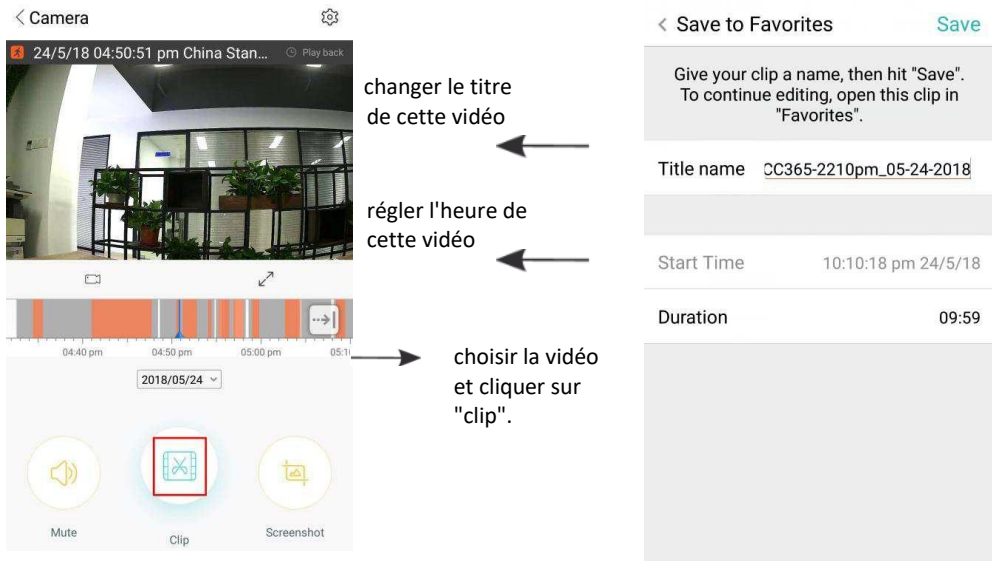 < Camera
24/5/18 04:50:51 pm China Stan...
Play back
04:40 pm 04:50 pm 05:00 pm 05:1
2018/05/24
Mute
Clip
Screenshot
changer le titre
de cette vidéo
régler l'heure de
cette vidéo
choisir la vidéo
et cliquer sur
"clip".
< Save to Favorites Save
Give your clip a name, then hit "Save".
To continue editing, open this clip in
"Favorites".
Title name CC365-2210pm_05-24-2018
Start Time 10:10:18 pm 24/5/18
Duration 09:59